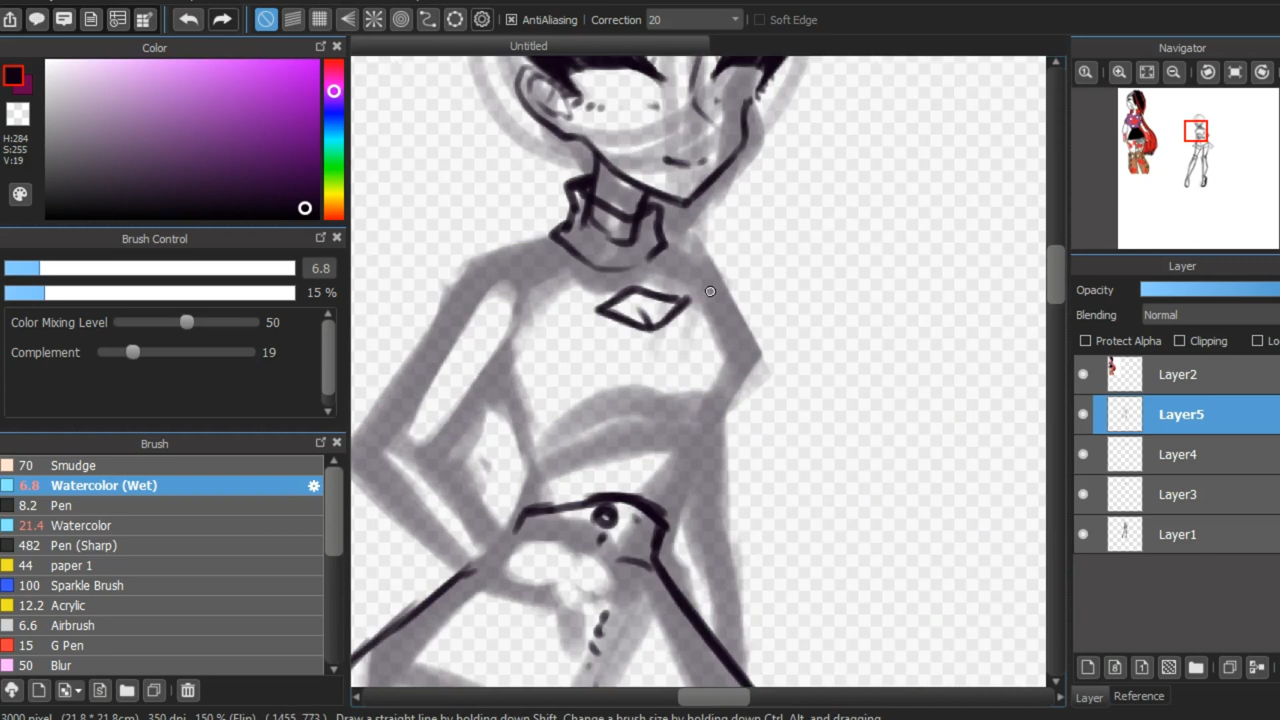 AntiAliasing Correction 20 Soft Edge
Color
H:284
S:255
V:19
Brush Control
6.8
15 %
Color Mixing Level 50
Complement 19
Brush
70 Smudge
6.8 Watercolor (Wet)
8.2 Pen
21.4 Watercolor
482 Pen (Sharp)
44 paper 1
100 Sparkle Brush
12.2 Acrylic
6.6 Airbrush
15 G Pen
50 Blur
Untitled
Navigator
Layer
Opacity
Blending Normal
Protect Alpha Clipping Lo
Layer2
Layer5
Layer4
Layer3
Layer1
Layer Reference
3000 pixel (21.8 * 21.8cm) 350 dpi 150 % (Flip) ( 1455, 773 ) Draw a straight line by holding down Shift, Change a brush size by holding down Ctrl, Alt, and dragging